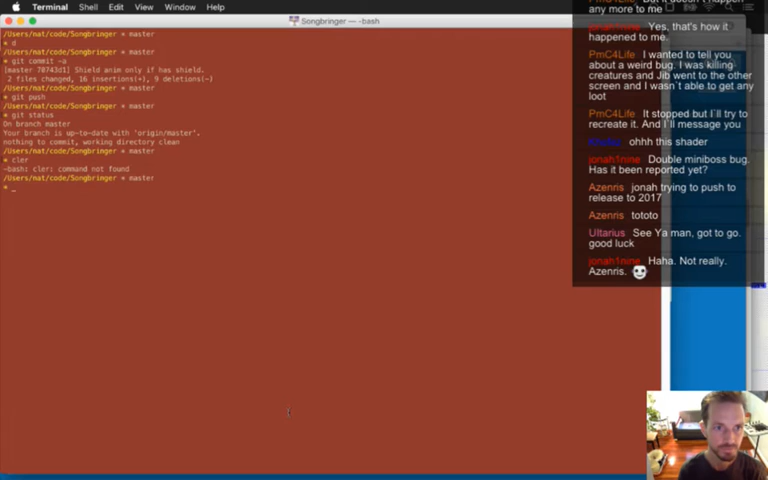 Terminal Shell Edit View Window Help
Songbringer — -bash
/Users/nat/code/Songbringer * master
* d
/Users/nat/code/Songbringer * master
* git commit -a
[master 78743d1] Shield anim only if has shield.
2 files changed, 16 insertions(+), 9 deletions(-)
/Users/nat/code/Songbringer * master
* git push
/Users/nat/code/Songbringer * master
* git status
On branch master
Your branch is up-to-date with 'origin/master'.
nothing to commit, working directory clean
/Users/nat/code/Songbringer * master
* cler
-bash: cler: command not found
/Users/nat/code/Songbringer * master
* _
any more to me
jonah1nine Yes, that's how it
happened to me.
PmC4Life I wanted to tell you
about a weird bug. I was killing
creatures and Jib went to the other
screen and I wasn`t able to get any
loot
PmC4Life It stopped but I`ll try to
recreate it. And I`ll message you
ohhh this shader
jonah1nine Double miniboss bug.
Has it been reported yet?
Azenris jonah trying to push to
release to 2017
Azenris tototo
Ultarius See Ya man, got to go.
good luck
jonah1nine Haha. Not really.
Azenris.